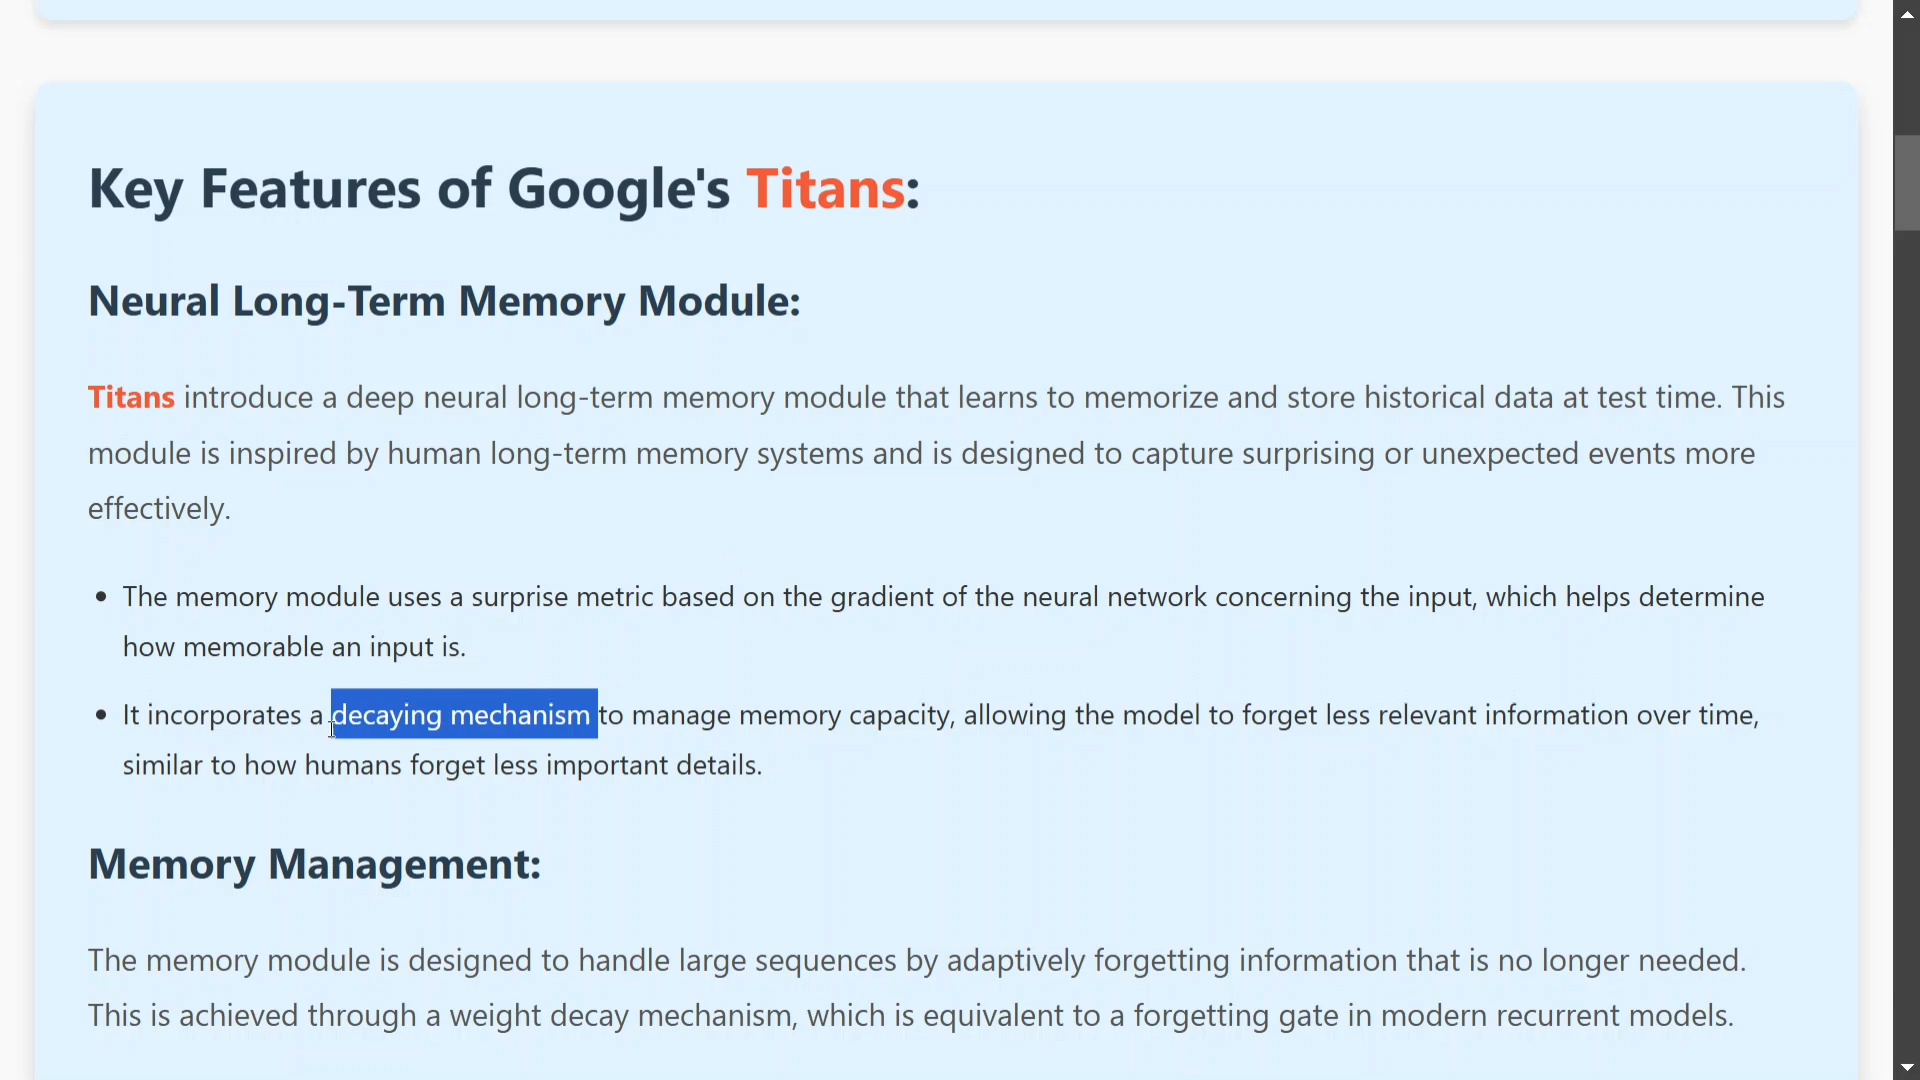 Key Features of Google's Titans:
Neural Long-Term Memory Module:
Titans introduce a deep neural long-term memory module that learns to memorize and store historical data at test time. This
module is inspired by human long-term memory systems and is designed to capture surprising or unexpected events more
effectively.
• The memory module uses a surprise metric based on the gradient of the neural network concerning the input, which helps determine
how memorable an input is.
• It incorporates a decaying mechanism to manage memory capacity, allowing the model to forget less relevant information over time,
similar to how humans forget less important details.
Memory Management:
The memory module is designed to handle large sequences by adaptively forgetting information that is no longer needed.
This is achieved through a weight decay mechanism, which is equivalent to a forgetting gate in modern recurrent models.